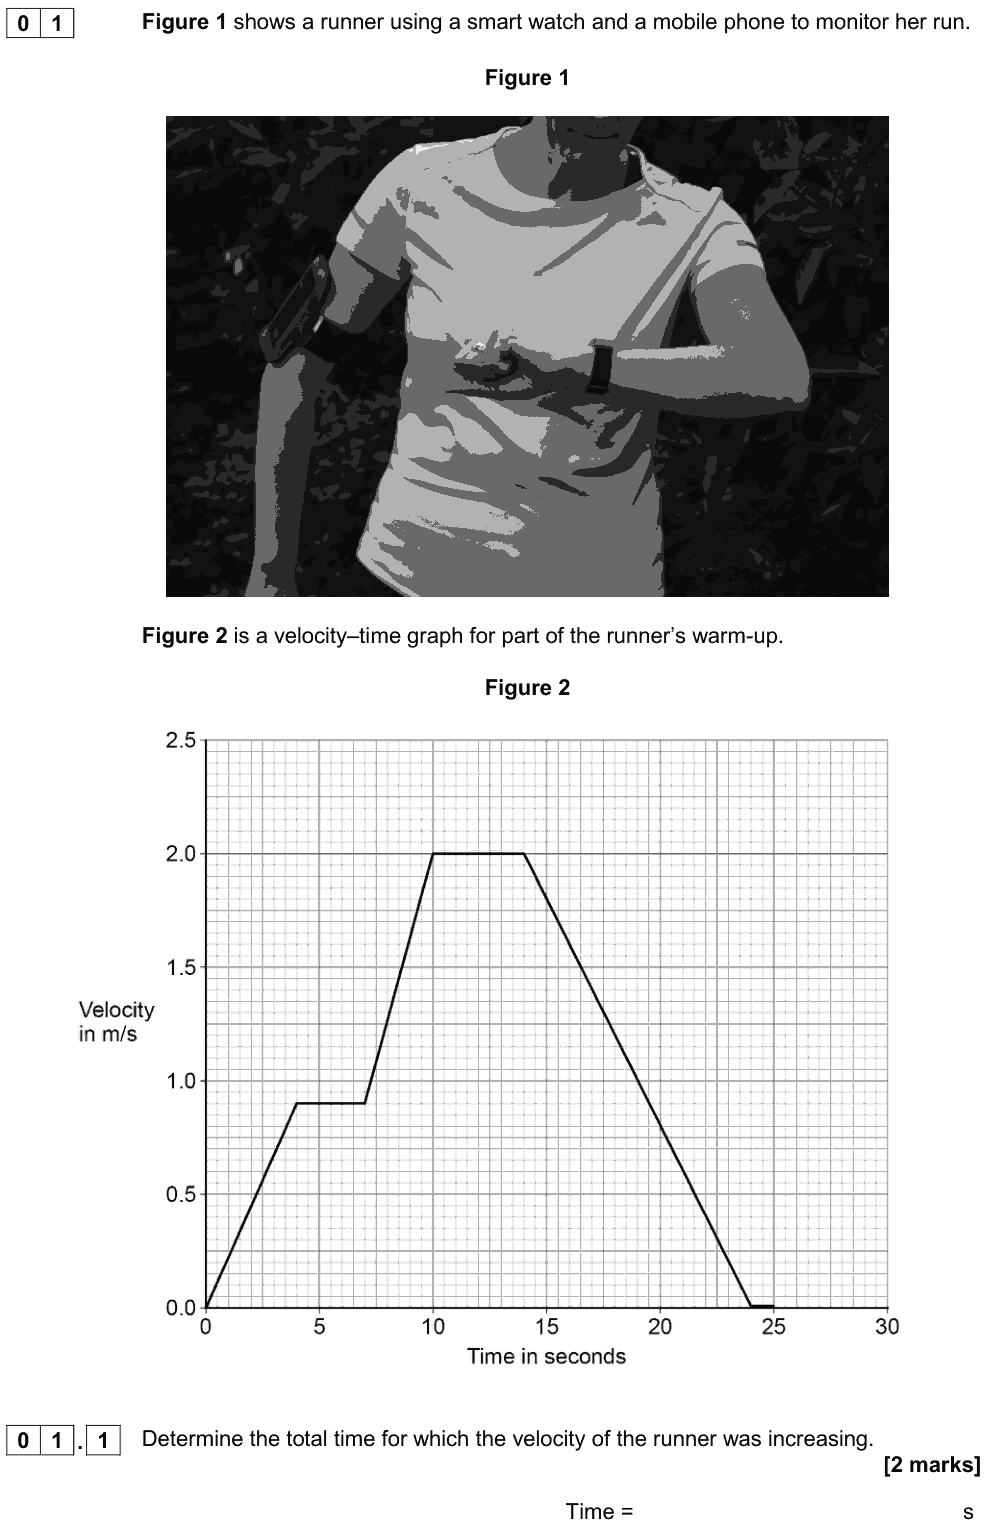 0 1 Figure 1 shows a runner using a smart watch and a mobile phone to monitor her run.
Figure 1
Figure 2 is a velocity–time graph for part of the runner’s warm-up.
Figure 2
2.5
2.0
1.5
Velocity
in m/s
1.0
0.5
0.0
0 5 10 15 20 25 30
Time in seconds
0 1 . 1 Determine the total time for which the velocity of the runner was increasing.
[2 marks]
Time = s